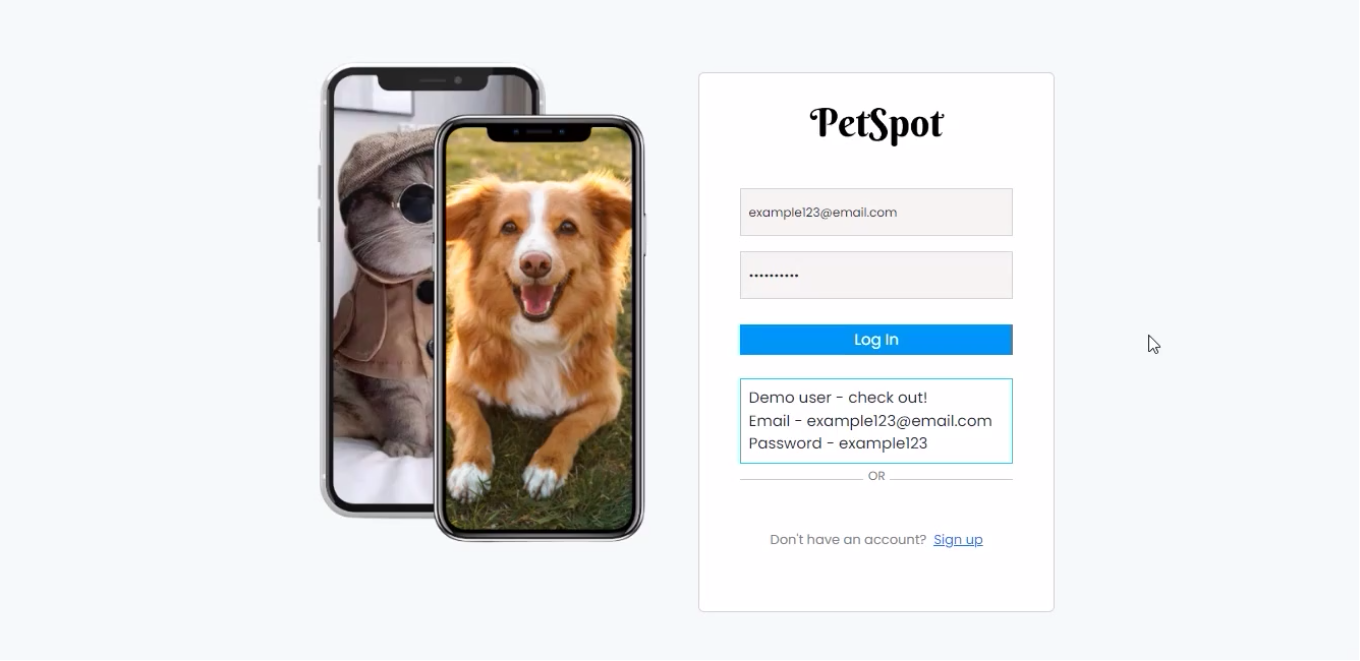 PetSpot
example123@email.com
••••••••••
Log In
Demo user - check out!
Email - example123@email.com
Password - example123
OR
Don't have an account? Sign up